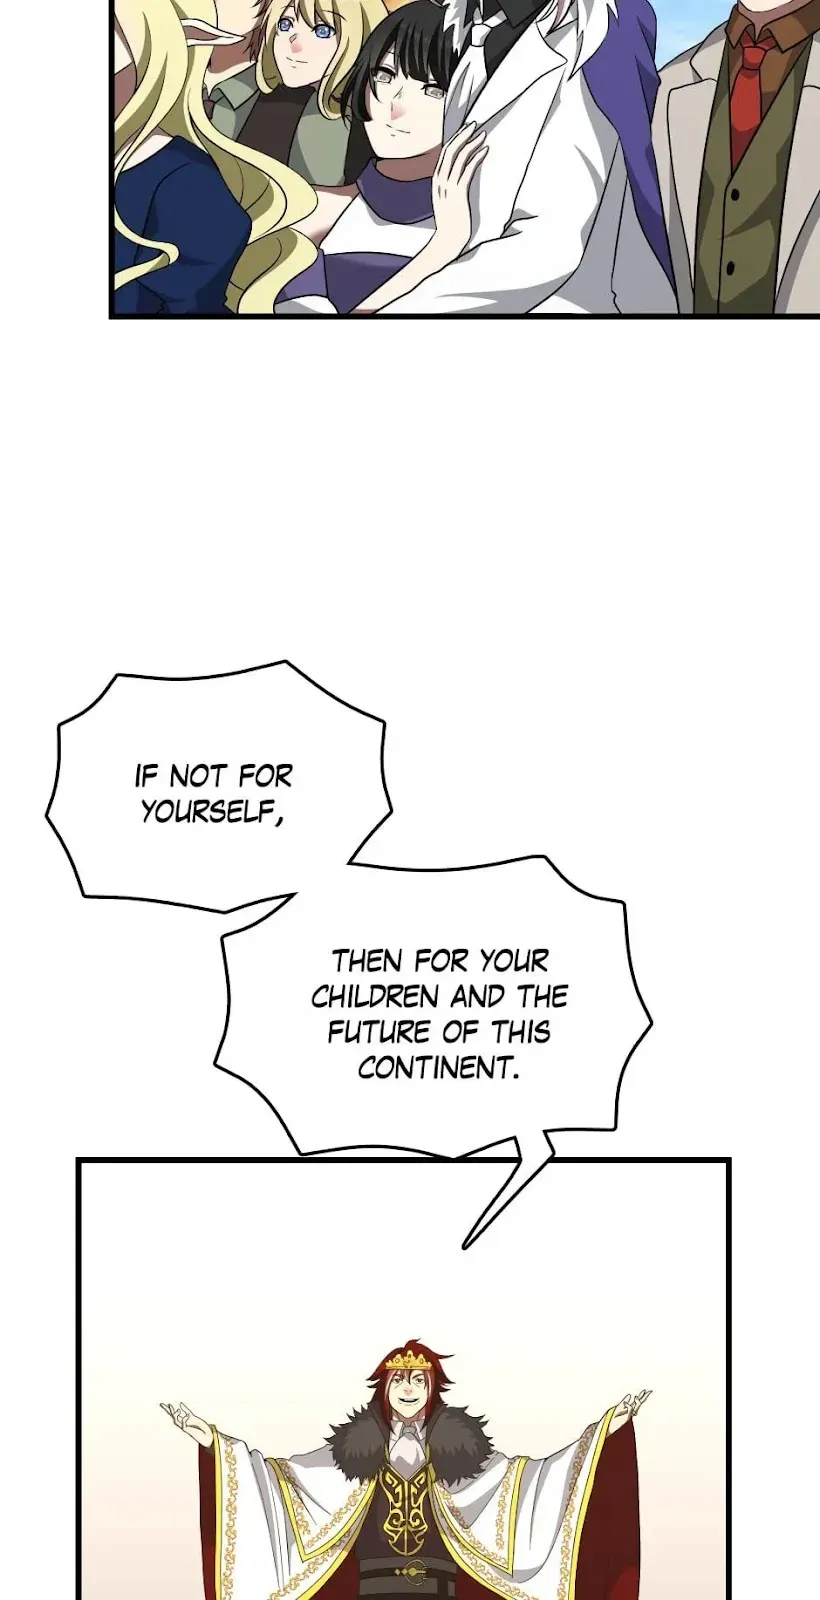 IF NOT FOR
YOURSELF,
THEN FOR YOUR
CHILDREN AND THE
FUTURE OF THIS
CONTINENT.